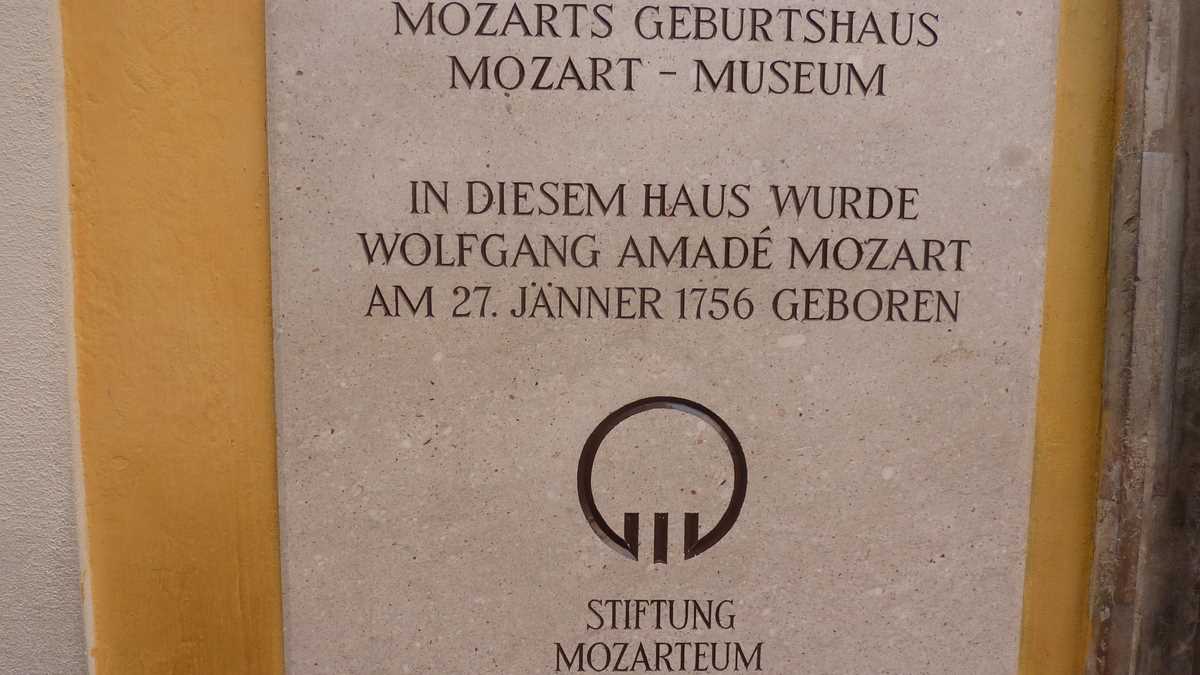 MOZARTS GEBURTSHAUS
MOZART - MUSEUM
IN DIESEM HAUS WURDE
WOLFGANG AMADÉ MOZART
AM 27. JÄNNER 1756 GEBOREN
STIFTUNG
MOZARTEUM